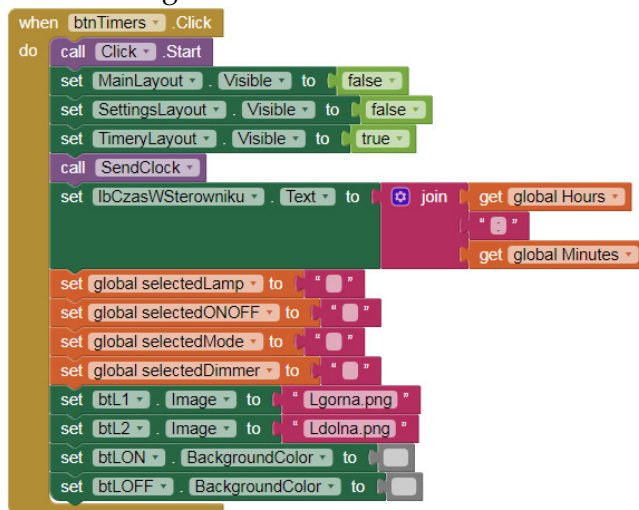 when btnTimers .Click
do call Click .Start
set MainLayout . Visible to false
set SettingsLayout . Visible to false
set TimeryLayout . Visible to true
call SendClock
set lbCzasWSterowniku . Text to join get global Hours
" : "
get global Minutes
set global selectedLamp to " "
set global selectedONOFF to " "
set global selectedMode to " "
set global selectedDimmer to " "
set btL1 . Image to " Lgorna.png "
set btL2 . Image to " Ldolna.png "
set btLON . BackgroundColor to
set btLOFF . BackgroundColor to